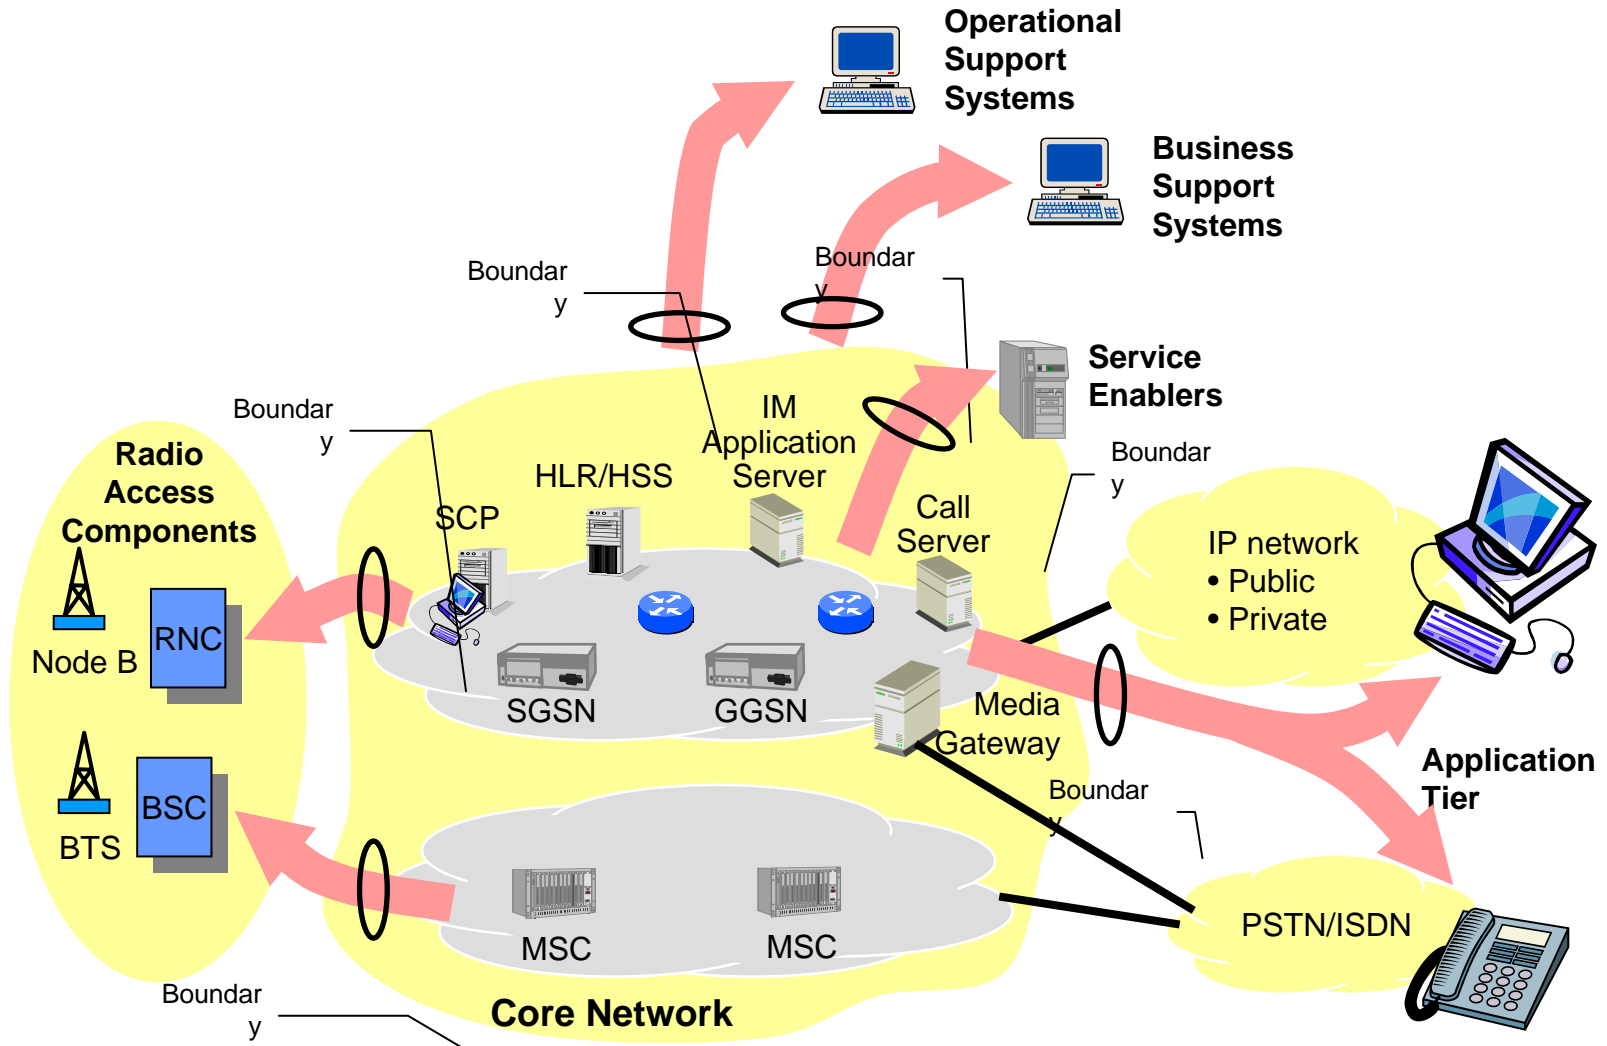 Operational
Support
Systems
Business
Support
Systems
Boundar
y
Boundar
y
Service
Enablers
Boundar
y
IM
Application
Server
Boundar
y
Radio
Access
Components
HLR/HSS
SCP
Call
Server
IP network
• Public
• Private
RNC
Node B
SGSN
GGSN
Media
Gateway
Application
Tier
BSC
BTS
Boundar
y
MSC
MSC
PSTN/ISDN
Boundar
y
Core Network